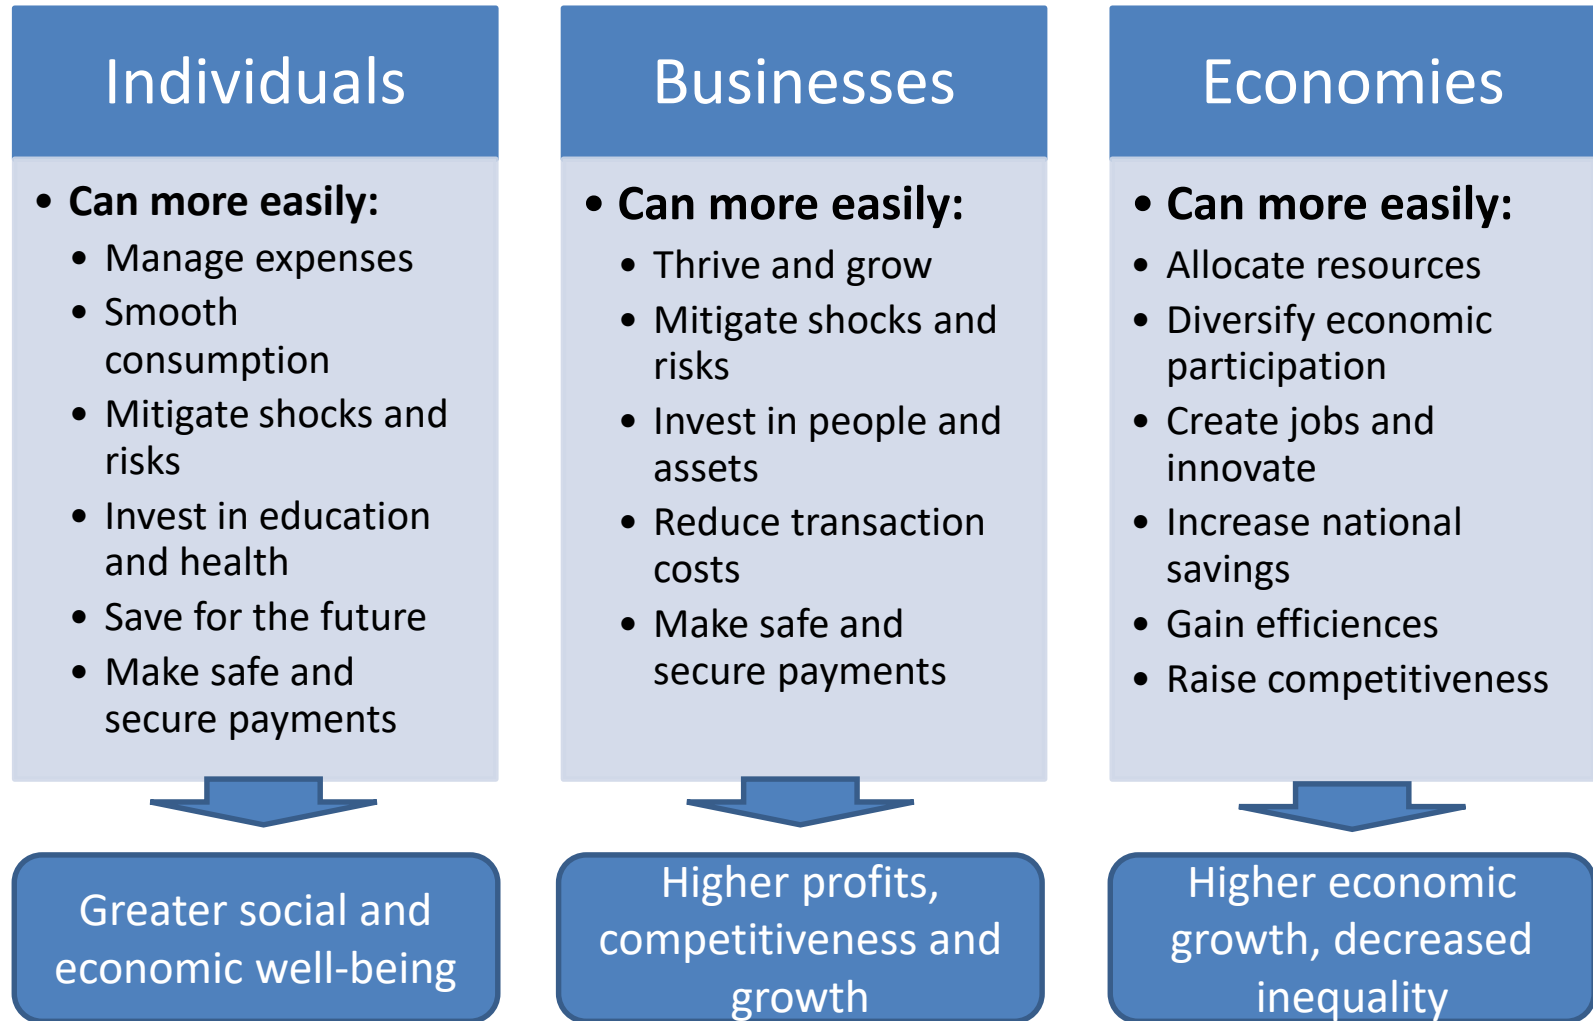 Individuals
• Can more easily:
• Manage expenses
• Smooth
consumption
• Mitigate shocks and
risks
• Invest in education
and health
• Save for the future
• Make safe and
secure payments
Greater social and
economic well-being
Businesses
• Can more easily:
• Thrive and grow
• Mitigate shocks and
risks
• Invest in people and
assets
• Reduce transaction
costs
• Make safe and
secure payments
Higher profits,
competitiveness and
growth
Economies
• Can more easily:
• Allocate resources
• Diversify economic
participation
• Create jobs and
innovate
• Increase national
savings
• Gain efficiences
• Raise competitiveness
Higher economic
growth, decreased
inequality